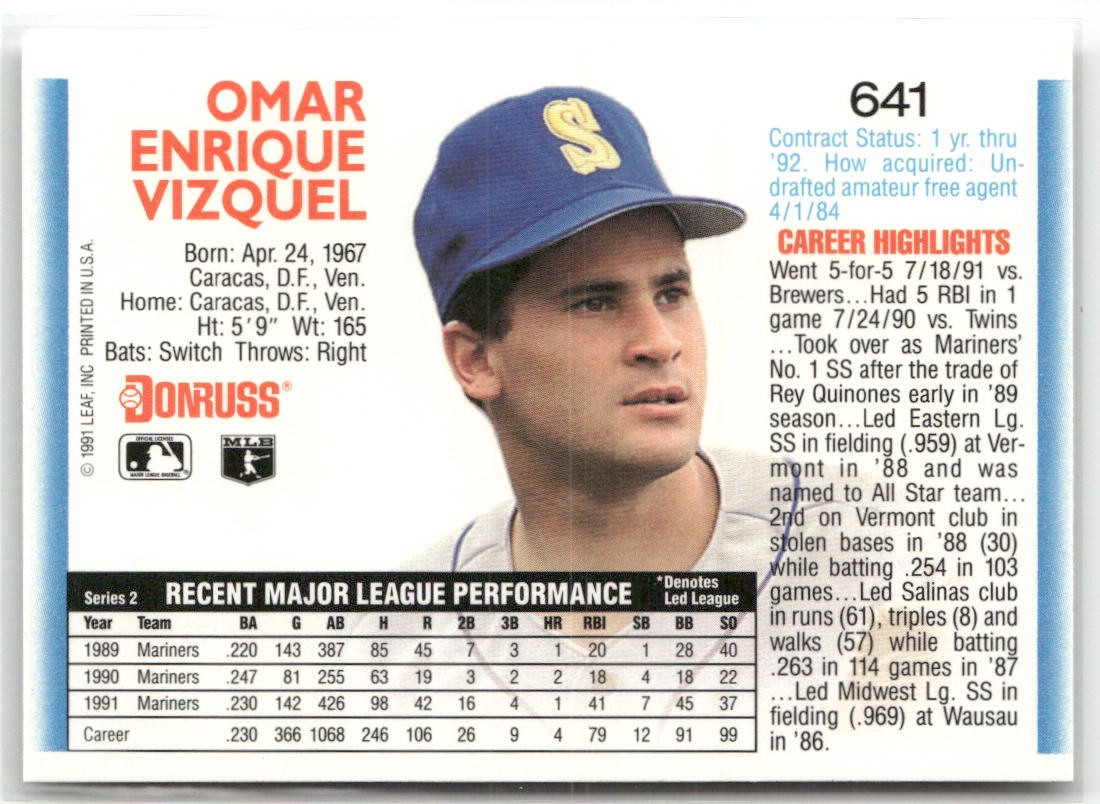 OMAR
ENRIQUE
VIZQUEL
Born: Apr. 24, 1967
Caracas, D.F., Ven.
Home: Caracas, D.F., Ven.
Ht: 5'9" Wt: 165
Bats: Switch Throws: Right
DONRUSS®
OFFICIAL LICENSEE
MAJOR LEAGUE BASEBALL
MLB
© 1991 LEAF, INC PRINTED IN U.S.A.
S
641
Contract Status: 1 yr. thru
'92. How acquired: Un-
drafted amateur free agent
4/1/84
CAREER HIGHLIGHTS
Went 5-for-5 7/18/91 vs.
Brewers...Had 5 RBI in 1
game 7/24/90 vs. Twins
...Took over as Mariners'
No. 1 SS after the trade of
Rey Quinones early in '89
season...Led Eastern Lg.
SS in fielding (.959) at Ver-
mont in '88 and was
named to All Star team...
2nd on Vermont club in
stolen bases in '88 (30)
while batting .254 in 103
games...Led Salinas club
in runs (61), triples (8) and
walks (57) while batting
.263 in 114 games in '87
...Led Midwest Lg. SS in
fielding (.969) at Wausau
in '86.
Series 2 RECENT MAJOR LEAGUE PERFORMANCE *Denotes
Led League
Year Team BA G AB H R 2B 3B HR RBI SB BB SO
1989 Mariners .220 143 387 85 45 7 3 1 20 1 28 40
1990 Mariners .247 81 255 63 19 3 2 2 18 4 18 22
1991 Mariners .230 142 426 98 42 16 4 1 41 7 45 37
Career .230 366 1068 246 106 26 9 4 79 12 91 99